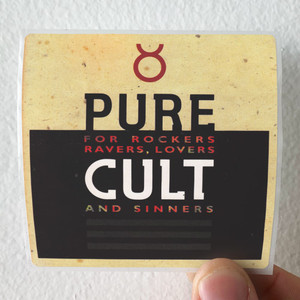 PURE
FOR ROCKERS
RAVERS, LOVERS
CULT
AND SINNERS